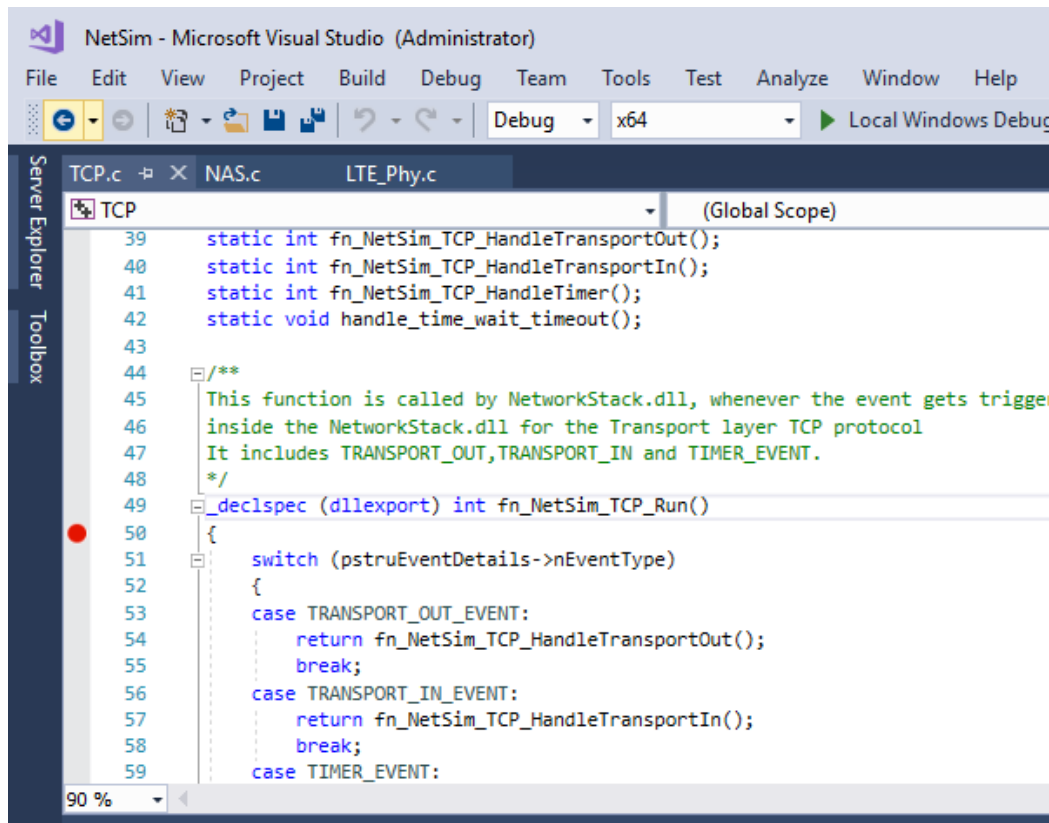 NetSim - Microsoft Visual Studio (Administrator)
File Edit View Project Build Debug Team Tools Test Analyze Window Help
Debug x64 Local Windows Debug
Server Explorer
Toolbox
TCP.c NAS.c LTE_Phy.c
TCP (Global Scope)
39 static int fn_NetSim_TCP_HandleTransportOut();
40 static int fn_NetSim_TCP_HandleTransportIn();
41 static int fn_NetSim_TCP_HandleTimer();
42 static void handle_time_wait_timeout();
43
44 /**
45 This function is called by NetworkStack.dll, whenever the event gets trigger
46 inside the NetworkStack.dll for the Transport layer TCP protocol
47 It includes TRANSPORT_OUT,TRANSPORT_IN and TIMER_EVENT.
48 */
49 _declspec (dllexport) int fn_NetSim_TCP_Run()
50 {
51 switch (pstruEventDetails->nEventType)
52 {
53 case TRANSPORT_OUT_EVENT:
54 return fn_NetSim_TCP_HandleTransportOut();
55 break;
56 case TRANSPORT_IN_EVENT:
57 return fn_NetSim_TCP_HandleTransportIn();
58 break;
59 case TIMER_EVENT:
90 %